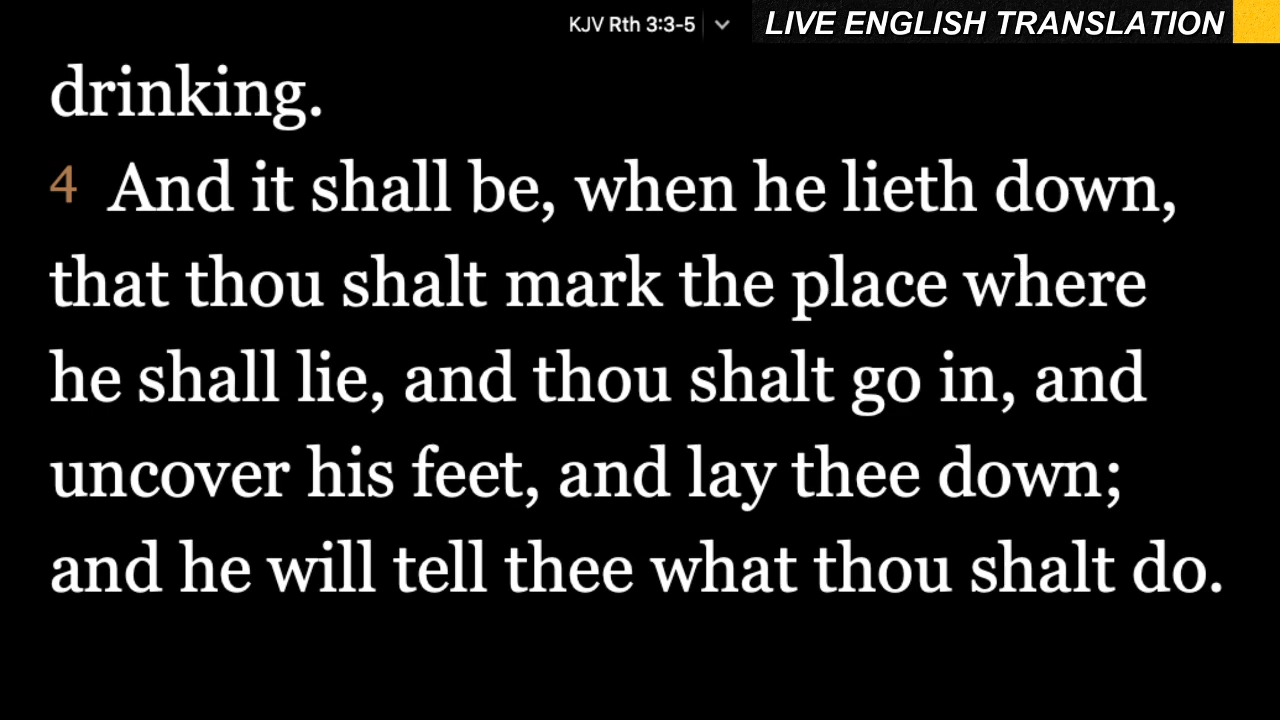 KJV Rth 3:3-5
LIVE ENGLISH TRANSLATION
drinking.
4 And it shall be, when he lieth down,
that thou shalt mark the place where
he shall lie, and thou shalt go in, and
uncover his feet, and lay thee down;
and he will tell thee what thou shalt do.